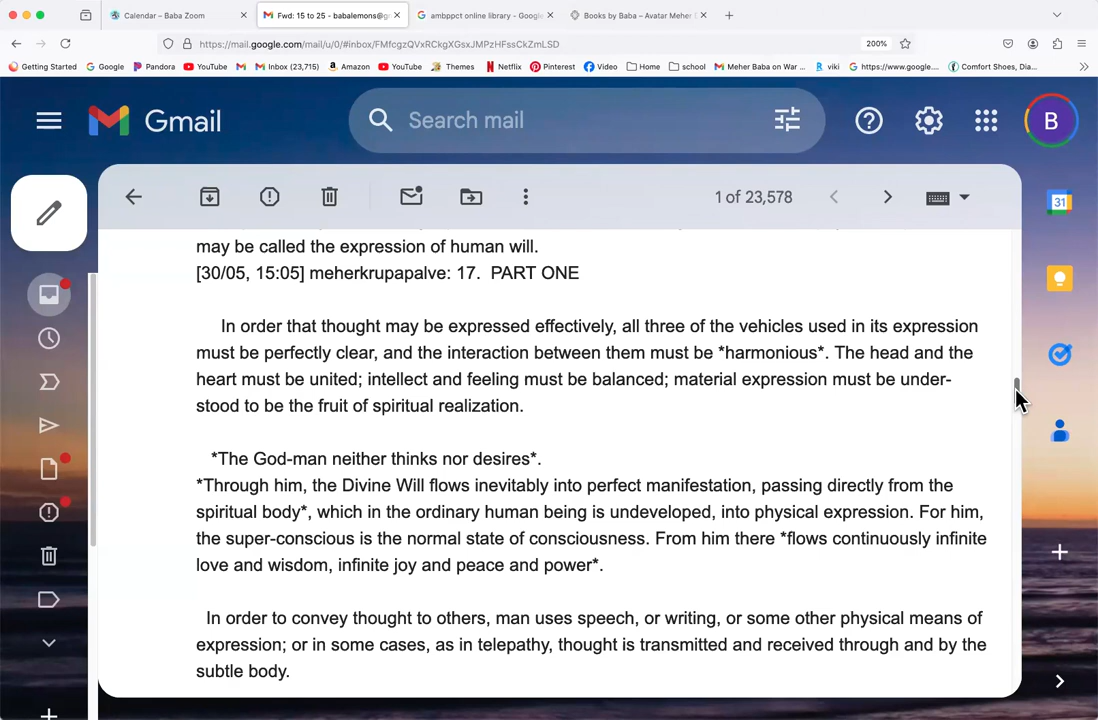 Calendar – Baba Zoom
Fwd: 15 to 25 - babalemons@g
ambppct online library - Google
Books by Baba – Avatar Meher
https://mail.google.com/mail/u/0/#inbox/FMfcgzQVxRCkgXGsxJMPzHFssCkZmLSD
200%
Getting Started
Google
Pandora
YouTube
Inbox (23,715)
Amazon
YouTube
Themes
Netflix
Pinterest
Video
Home
school
Meher Baba on War ...
viki
https://www.google....
Comfort Shoes, Dia...
Gmail
Search mail
B
1 of 23,578
31
may be called the expression of human will.
[30/05, 15:05] meherkrupapalve: 17.  PART ONE
In order that thought may be expressed effectively, all three of the vehicles used in its expression
must be perfectly clear, and the interaction between them must be *harmonious*. The head and the
heart must be united; intellect and feeling must be balanced; material expression must be under-
stood to be the fruit of spiritual realization.
*The God-man neither thinks nor desires*.
*Through him, the Divine Will flows inevitably into perfect manifestation, passing directly from the
spiritual body*, which in the ordinary human being is undeveloped, into physical expression. For him,
the super-conscious is the normal state of consciousness. From him there *flows continuously infinite
love and wisdom, infinite joy and peace and power*.
In order to convey thought to others, man uses speech, or writing, or some other physical means of
expression; or in some cases, as in telepathy, thought is transmitted and received through and by the
subtle body.